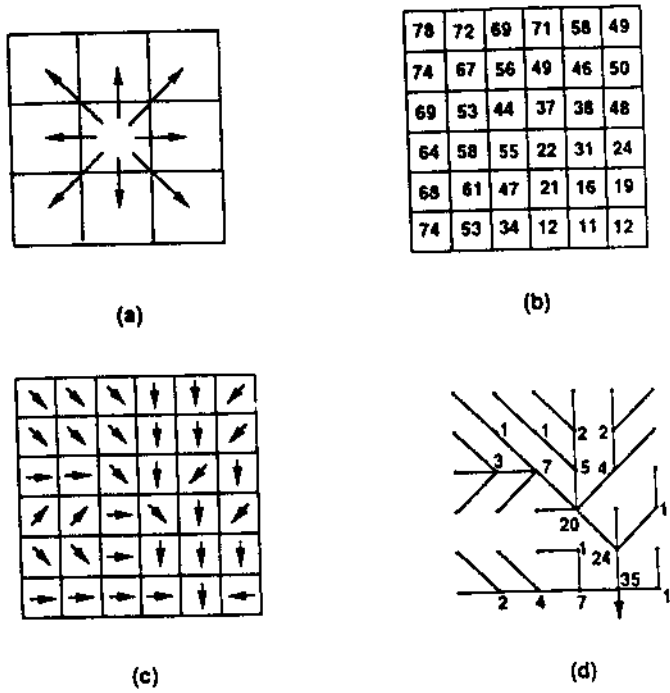 78 72 69 71 58 49
74 67 56 49 46 50
69 53 44 37 38 48
64 58 55 22 31 24
68 61 47 21 16 19
74 53 34 12 11 12
(a)
(b)
1 1 2 2
3 7 5 4
1
20
1 24
35
2 4 7 1
(c)
(d)